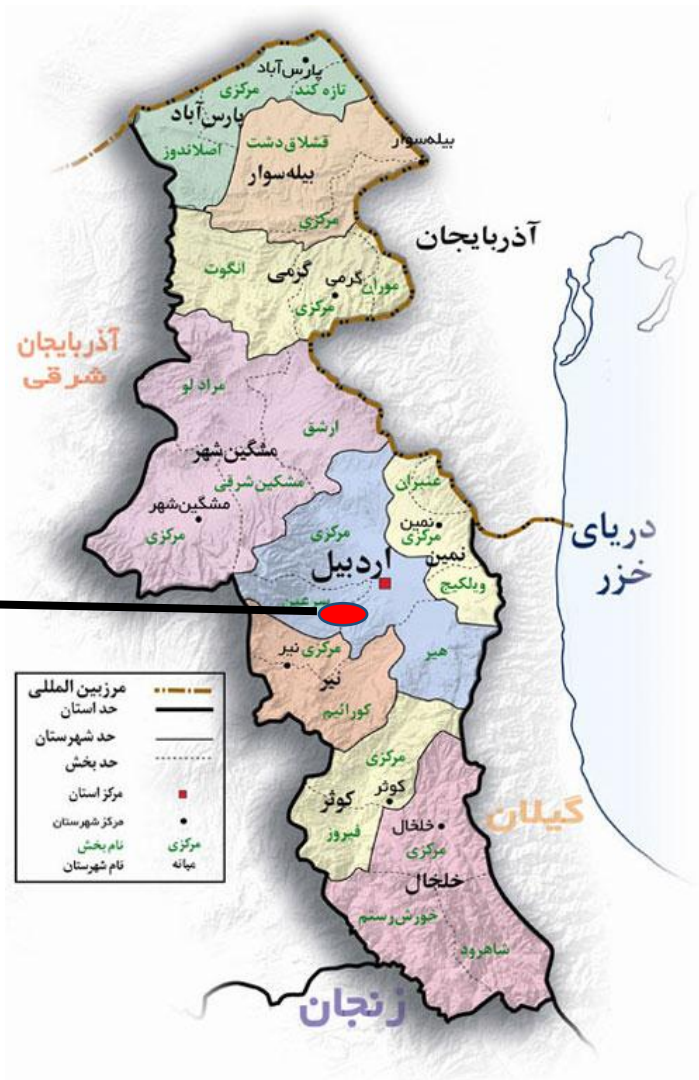 پارس‌آباد
تازه کند
مرکزی
پارس‌آباد
اصلاندوز
قشلاق‌دشت
بیله‌سوار
بیله‌سوار
مرکزی
آذربایجان
انگوت
گرمی
گرمی
موران
مرکزی
آذربایجان
شرقی
مرادلو
ارشق
مشگین‌شهر
مشگین‌شرقی
مشگین‌شهر
مرکزی
عنبران
نمین
مرکزی
نمین
ویلکیج
مرکزی
اردبیل
سرعین
هیر
دریای
خزر
نیر
مرکزی
نیر
کورائیم
مرکزی
کوثر
کوثر
فیروز
خلخال
مرکزی
خلخال
خورش‌رستم
شاهرود
گیلان
زنجان
مرزبین المللی
حد استان
حد شهرستان
حد بخش
مرکز استان
مرکز شهرستان
مرکزی نام بخش
میانه نام شهرستان